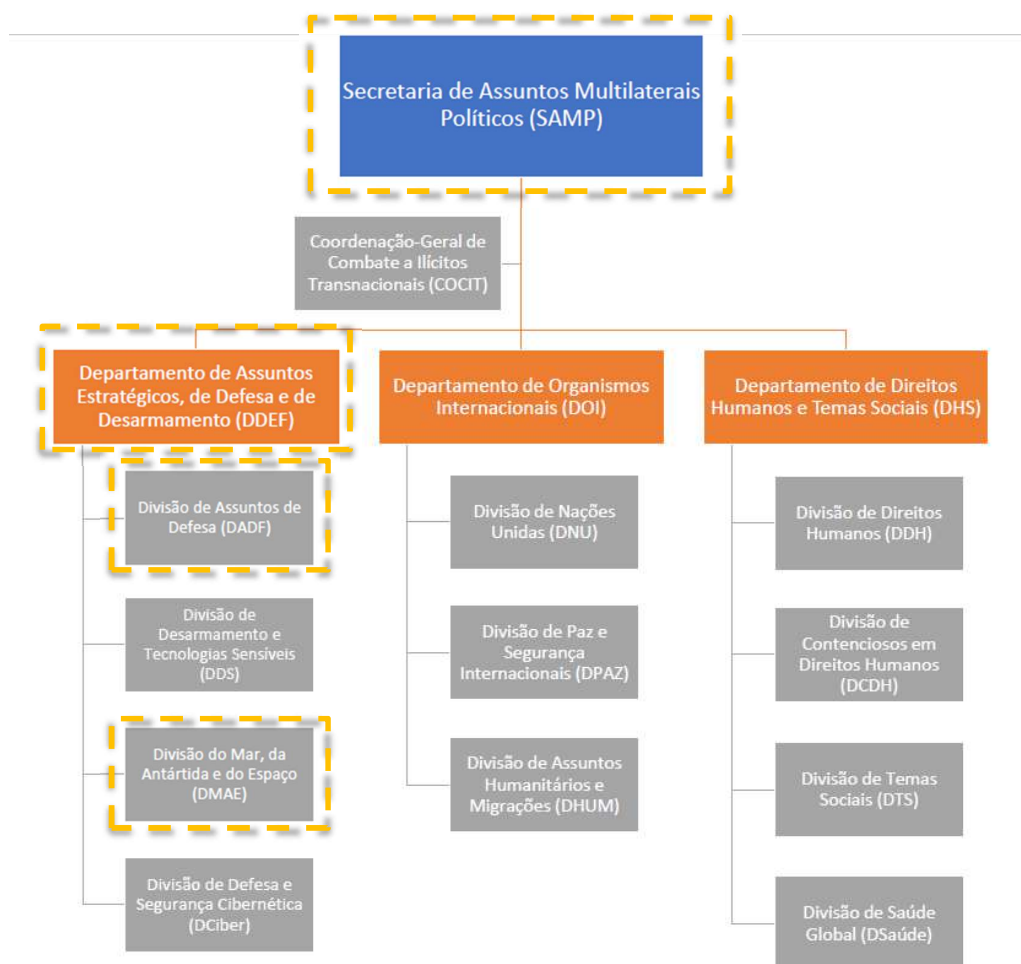 Secretaria de Assuntos Multilaterais
Políticos (SAMP)
Coordenação-Geral de
Combate a Ilícitos
Transnacionais (COCIT)
Departamento de Assuntos
Estratégicos, de Defesa e de
Desarmamento (DDEF)
Departamento de Organismos
Internacionais (DOI)
Departamento de Direitos
Humanos e Temas Sociais (DHS)
Divisão de Assuntos de
Defesa (DADF)
Divisão de
Desarmamento e
Tecnologias Sensíveis
(DDS)
Divisão do Mar, da
Antártida e do Espaço
(DMAE)
Divisão de Defesa e
Segurança Cibernética
(DCiber)
Divisão de Nações
Unidas (DNU)
Divisão de Paz e
Segurança
Internacionais (DPAZ)
Divisão de Assuntos
Humanitários e
Migrações (DHUM)
Divisão de Direitos
Humanos (DDH)
Divisão de
Contenciosos em
Direitos Humanos
(DCDH)
Divisão de Temas
Sociais (DTS)
Divisão de Saúde
Global (DSaúde)